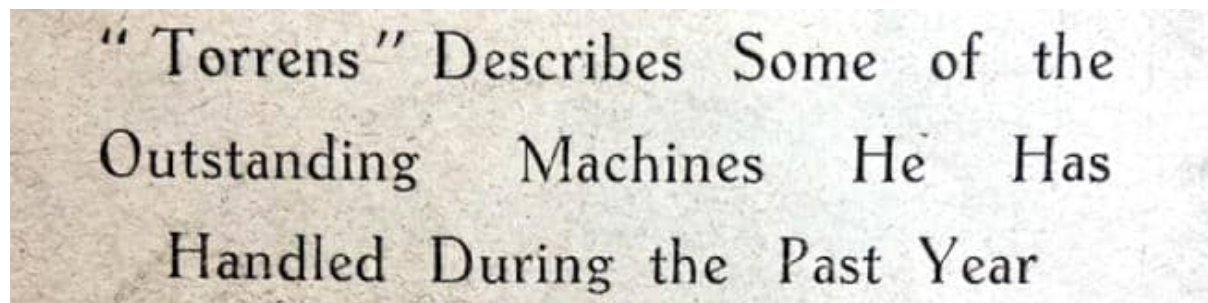 “ Torrens ” Describes Some of the
Outstanding Machines He Has
Handled During the Past Year